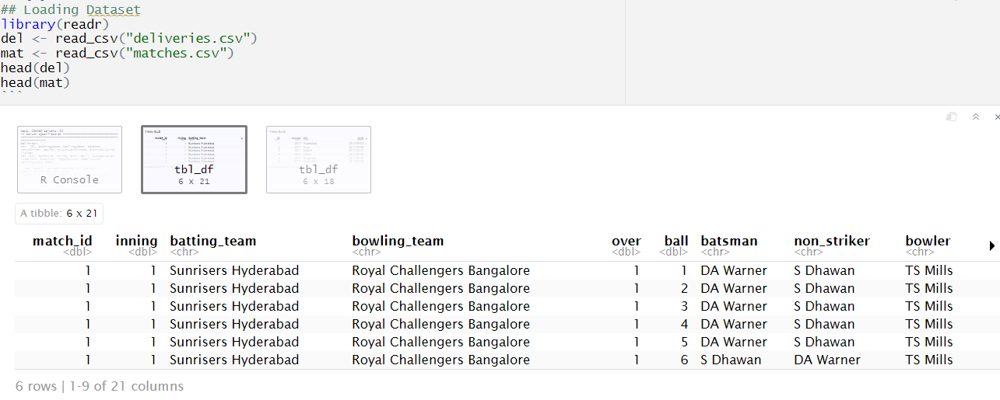 ## Loading Dataset
library(readr)
del <- read_csv("deliveries.csv")
mat <- read_csv("matches.csv")
head(del)
head(mat)
```
R Console
tbl_df
6 x 21
tbl_df
6 x 18
A tibble: 6 x 21
match_id inning batting_team bowling_team over ball batsman non_striker bowler
<dbl> <dbl> <chr> <chr> <dbl> <dbl> <chr> <chr> <chr>
1 1 Sunrisers Hyderabad Royal Challengers Bangalore 1 1 DA Warner S Dhawan TS Mills
1 1 Sunrisers Hyderabad Royal Challengers Bangalore 1 2 DA Warner S Dhawan TS Mills
1 1 Sunrisers Hyderabad Royal Challengers Bangalore 1 3 DA Warner S Dhawan TS Mills
1 1 Sunrisers Hyderabad Royal Challengers Bangalore 1 4 DA Warner S Dhawan TS Mills
1 1 Sunrisers Hyderabad Royal Challengers Bangalore 1 5 DA Warner S Dhawan TS Mills
1 1 Sunrisers Hyderabad Royal Challengers Bangalore 1 6 S Dhawan DA Warner TS Mills
6 rows | 1-9 of 21 columns